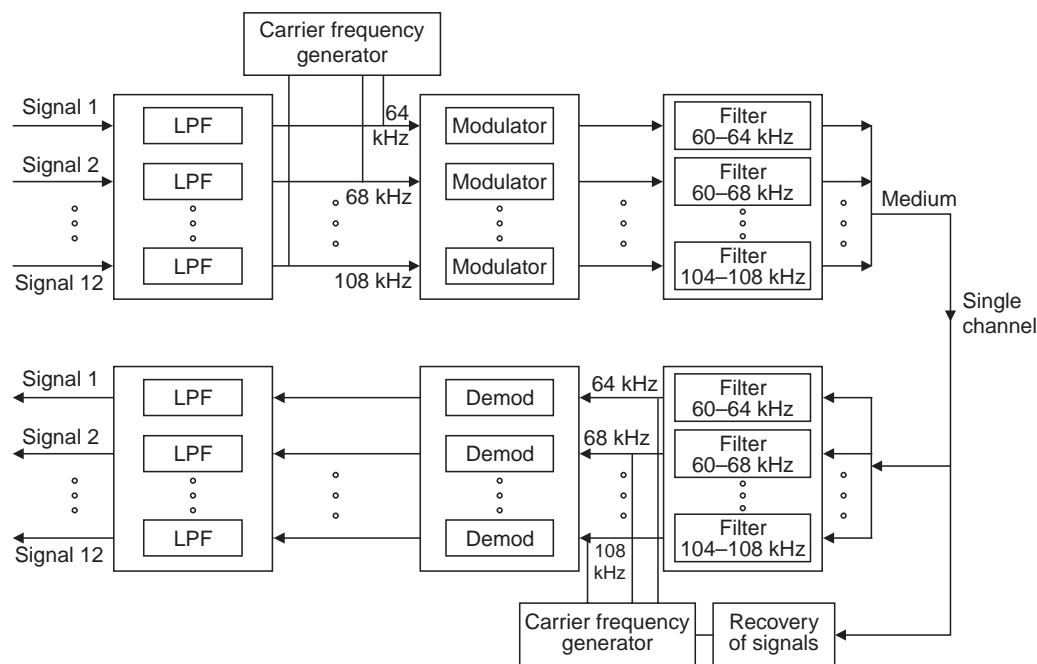 Carrier frequency
generator
Signal 1
LPF
64
kHz
Modulator
Filter
60–64 kHz
Signal 2
LPF
68 kHz
Modulator
Filter
60–68 kHz
Medium
Signal 12
LPF
108 kHz
Modulator
Filter
104–108 kHz
Single
channel
Signal 1
LPF
Demod
64 kHz
Filter
60–64 kHz
Signal 2
LPF
Demod
68 kHz
Filter
60–68 kHz
Signal 12
LPF
Demod
108
kHz
Filter
104–108 kHz
Carrier frequency
generator
Recovery
of signals